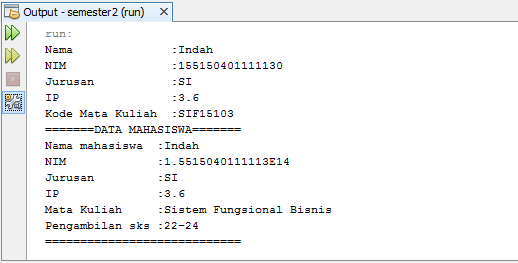 Output - semester2 (run)
run:
Nama              :Indah
NIM               :155150401111130
Jurusan           :SI
IP                :3.6
Kode Mata Kuliah  :SIF15103
=======DATA MAHASISWA=======
Nama mahasiswa  :Indah
NIM             :1.5515040111113E14
Jurusan         :SI
IP              :3.6
Mata Kuliah     :Sistem Fungsional Bisnis
Pengambilan sks :22-24
============================